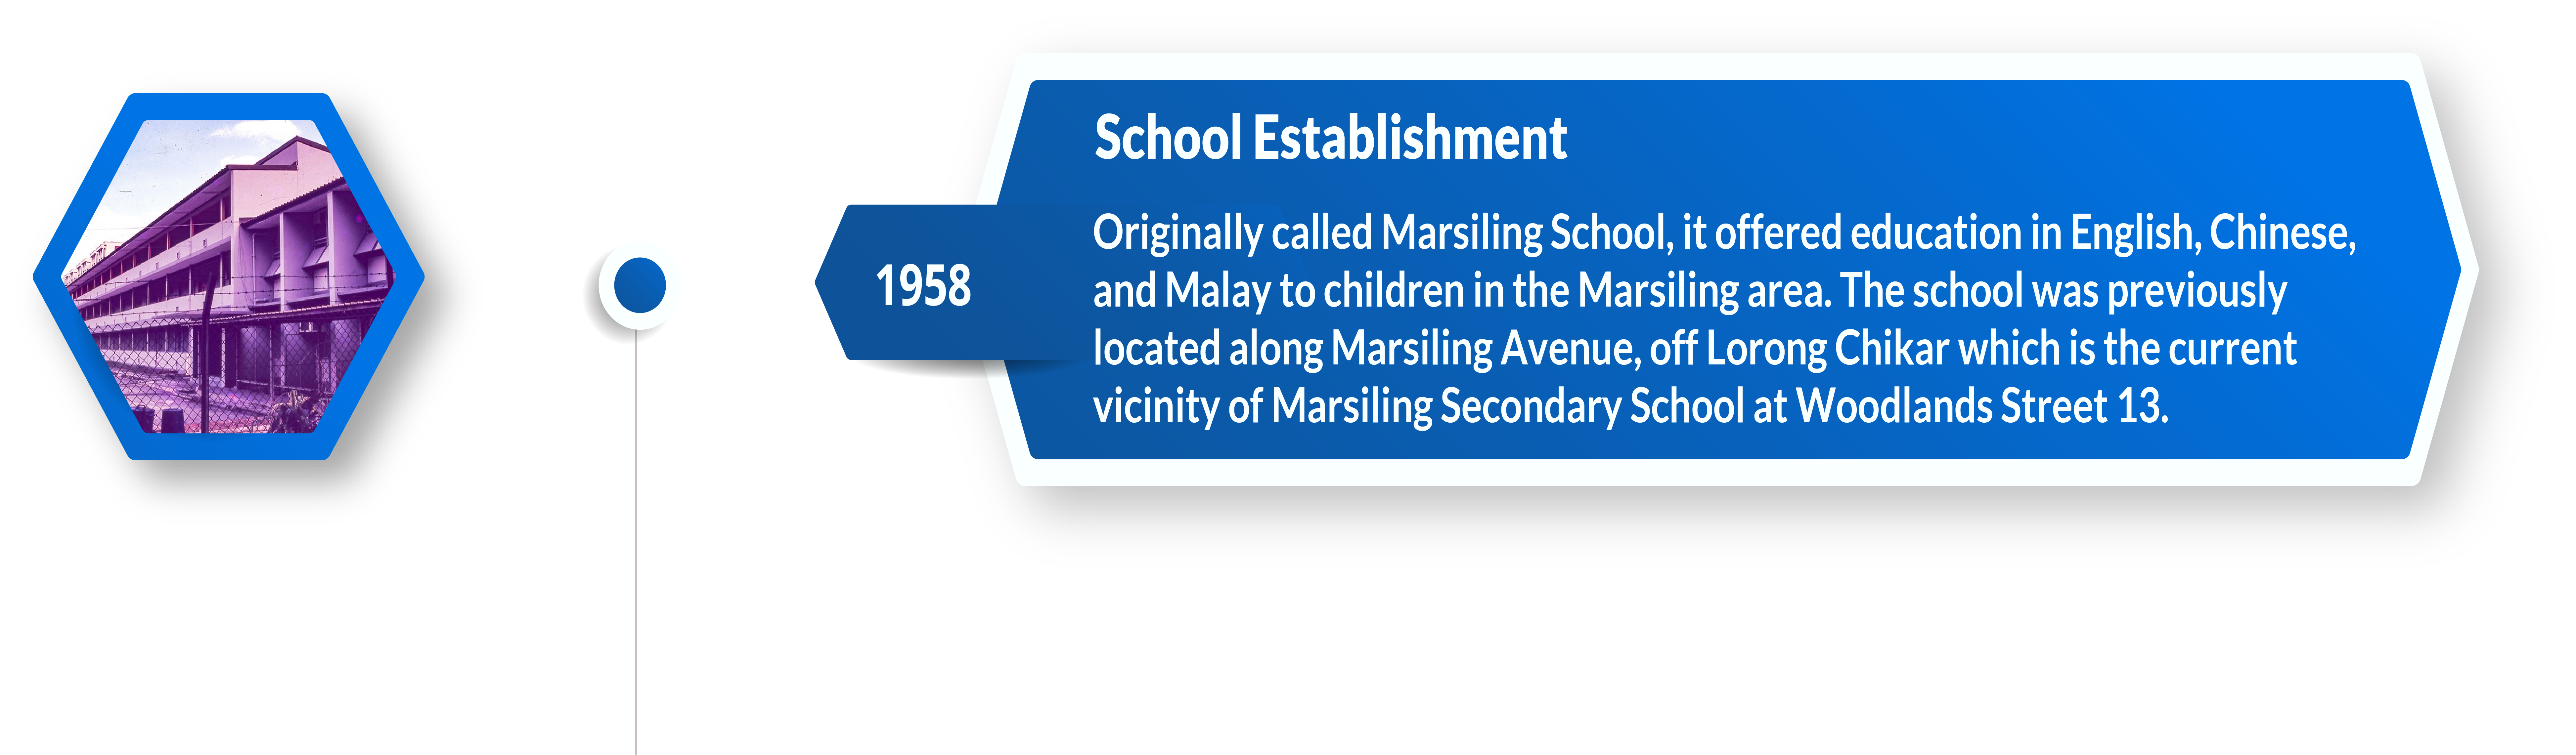 School Establishment
1958
Originally called Marsiling School, it offered education in English, Chinese,
and Malay to children in the Marsiling area. The school was previously
located along Marsiling Avenue, off Lorong Chikar which is the current
vicinity of Marsiling Secondary School at Woodlands Street 13.